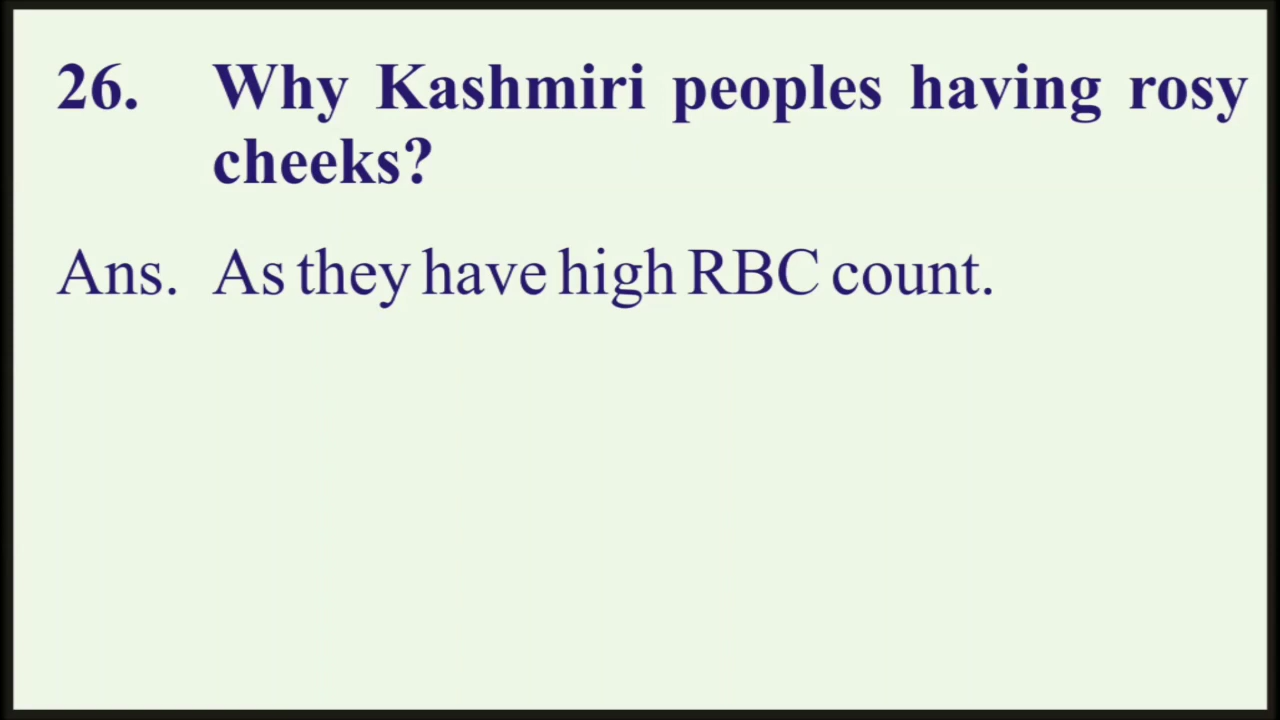 26. Why Kashmiri peoples having rosy
cheeks?
Ans. As they have high RBC count.